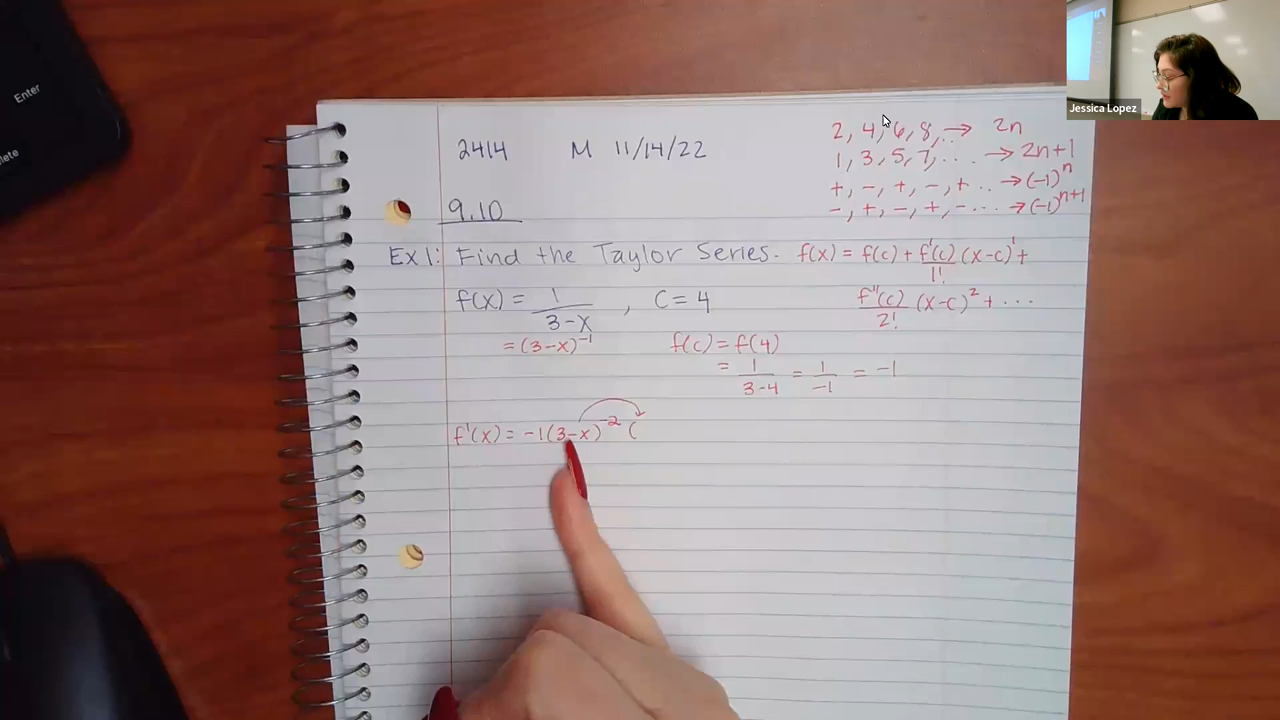 Enter
lete
Jessica Lopez
2414 M 11/14/22
2, 4, 6, 8, .. → 2n
1, 3, 5, 7, ... → 2n+1
+, -, +, -, + ... → (-1)^n
-, +, -, +, - .... → (-1)^{n+1}
9.10
Ex 1: Find the Taylor Series. f(x) = f(c) + f'(c)/1! (x-c)^1 +
f(x) = 1/(3-x) , C = 4 f''(c)/2! (x-c)^2 + ...
= (3-x)^{-1} f(c) = f(4)
= 1/(3-4) = 1/-1 = -1
f'(x) = -1(3-x)^{-2} (